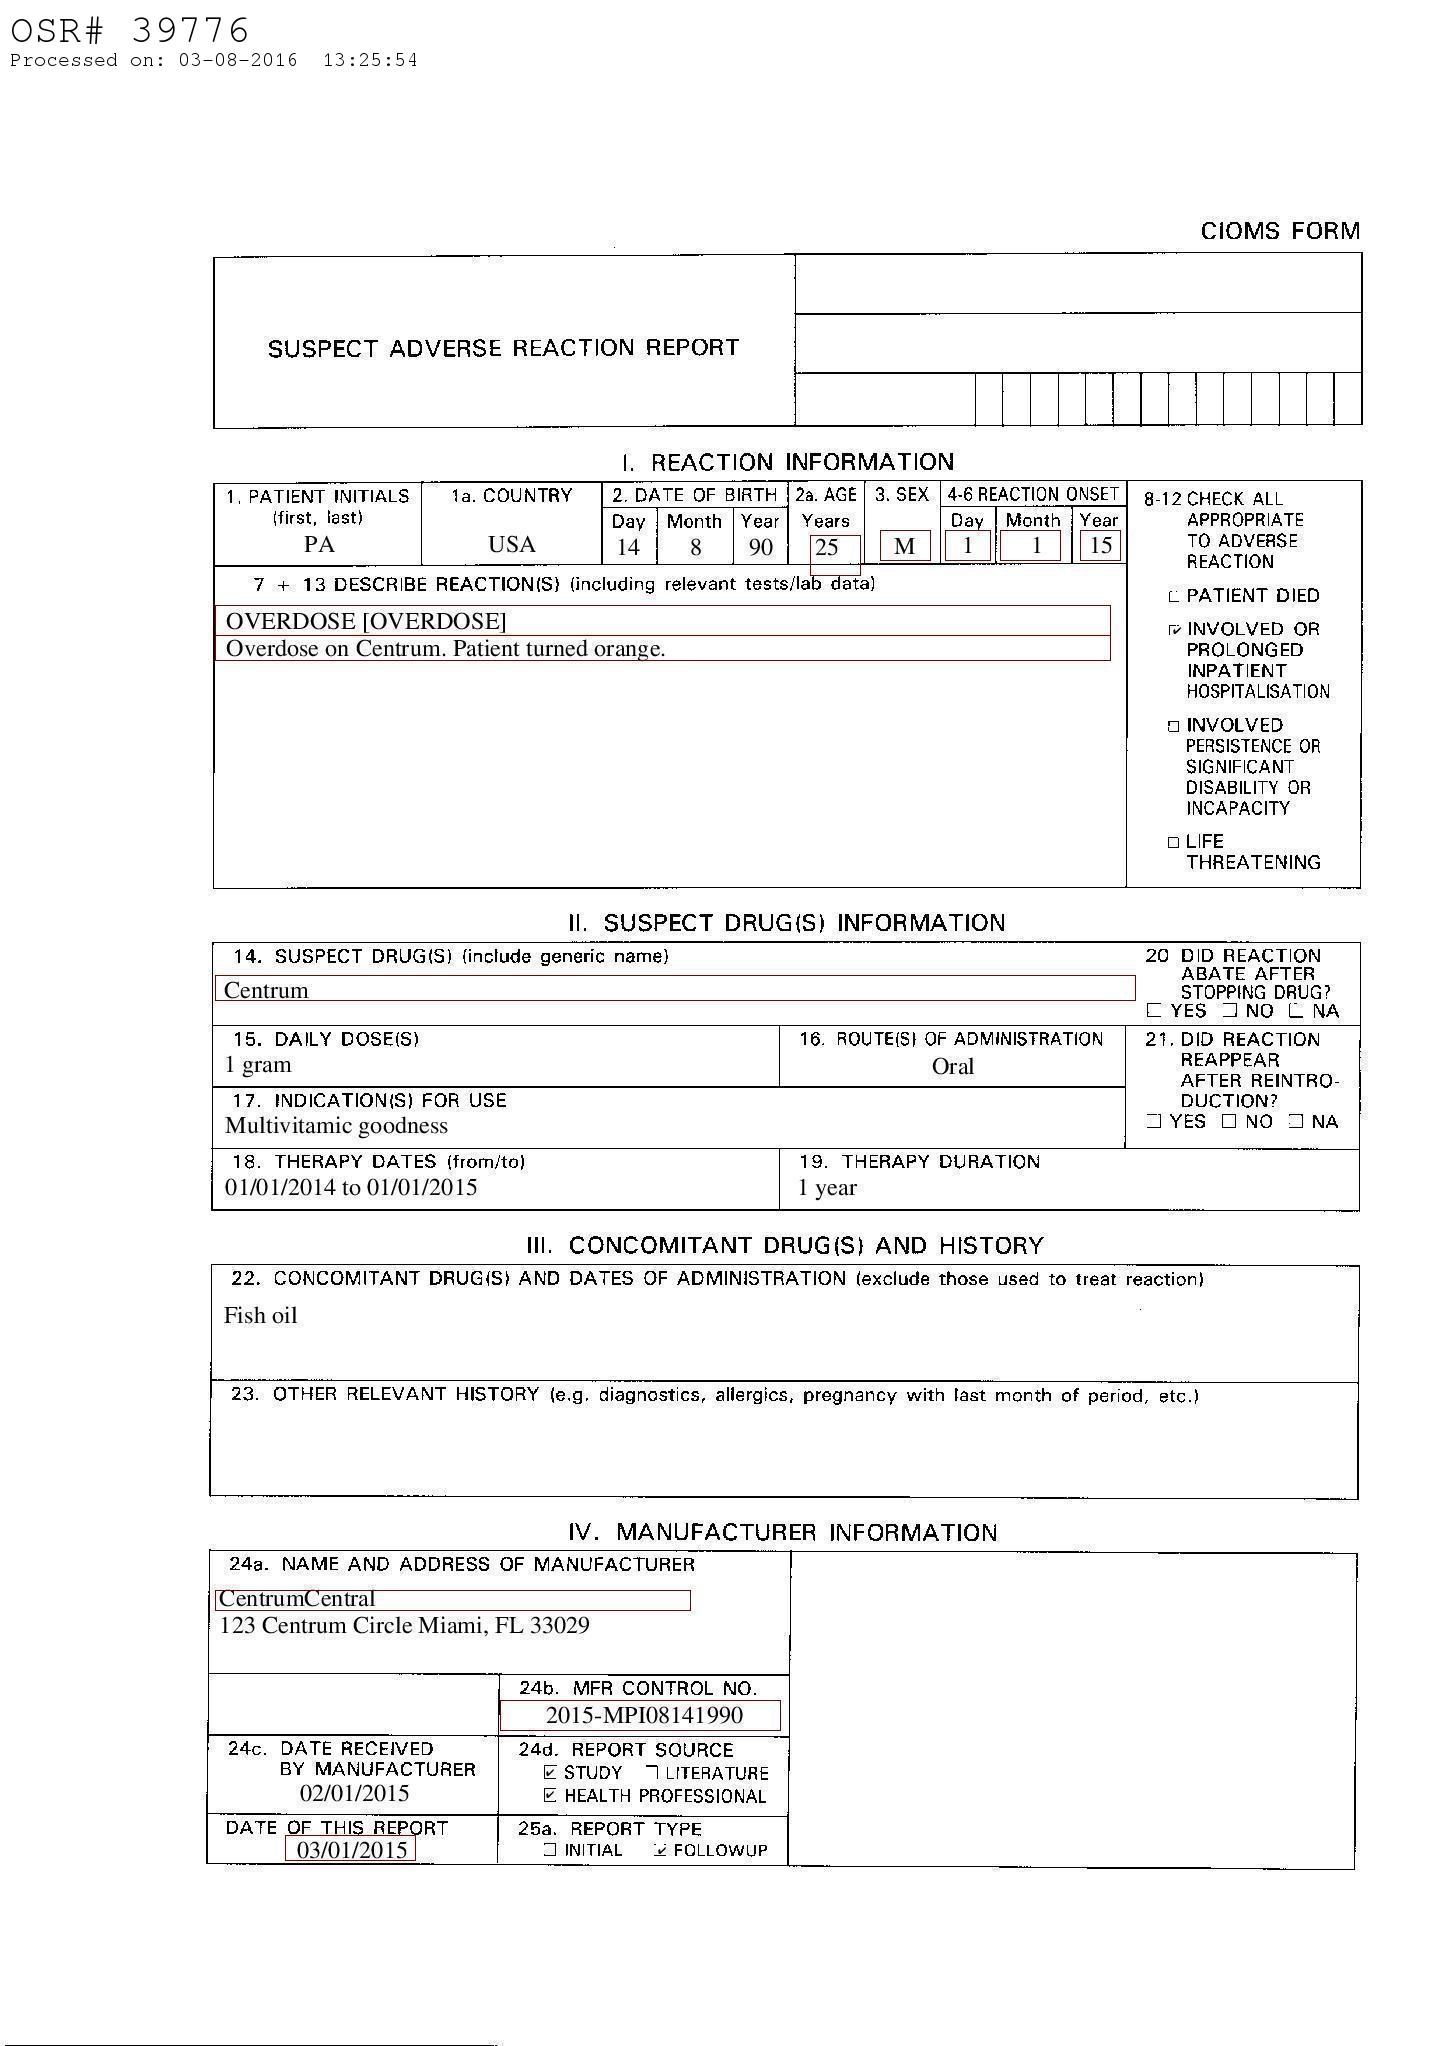 OSR# 39776
Processed on: 03-08-2016 13:25:54
CIOMS FORM
SUSPECT ADVERSE REACTION REPORT
I. REACTION INFORMATION
1. PATIENT INITIALS
(first, last)
PA
1a. COUNTRY
USA
2. DATE OF BIRTH
Day Month Year
14 8 90
2a. AGE
Years
25
3. SEX
M
4-6 REACTION ONSET
Day Month Year
1 1 15
8-12 CHECK ALL
APPROPRIATE
TO ADVERSE
REACTION
PATIENT DIED
INVOLVED OR
PROLONGED
INPATIENT
HOSPITALISATION
INVOLVED
PERSISTENCE OR
SIGNIFICANT
DISABILITY OR
INCAPACITY
LIFE
THREATENING
7 + 13 DESCRIBE REACTION(S) (including relevant tests/lab data)
OVERDOSE [OVERDOSE]
Overdose on Centrum. Patient turned orange.
II. SUSPECT DRUG(S) INFORMATION
14. SUSPECT DRUG(S) (include generic name)
Centrum
20 DID REACTION
ABATE AFTER
STOPPING DRUG?
YES NO NA
15. DAILY DOSE(S)
1 gram
16. ROUTE(S) OF ADMINISTRATION
Oral
21. DID REACTION
REAPPEAR
AFTER REINTRO-
DUCTION?
YES NO NA
17. INDICATION(S) FOR USE
Multivitamic goodness
18. THERAPY DATES (from/to)
01/01/2014 to 01/01/2015
19. THERAPY DURATION
1 year
III. CONCOMITANT DRUG(S) AND HISTORY
22. CONCOMITANT DRUG(S) AND DATES OF ADMINISTRATION (exclude those used to treat reaction)
Fish oil
23. OTHER RELEVANT HISTORY (e.g. diagnostics, allergics, pregnancy with last month of period, etc.)
IV. MANUFACTURER INFORMATION
24a. NAME AND ADDRESS OF MANUFACTURER
CentrumCentral
123 Centrum Circle Miami, FL 33029
24b. MFR CONTROL NO.
2015-MPI08141990
24c. DATE RECEIVED
BY MANUFACTURER
02/01/2015
24d. REPORT SOURCE
STUDY LITERATURE
HEALTH PROFESSIONAL
DATE OF THIS REPORT
03/01/2015
25a. REPORT TYPE
INITIAL FOLLOWUP